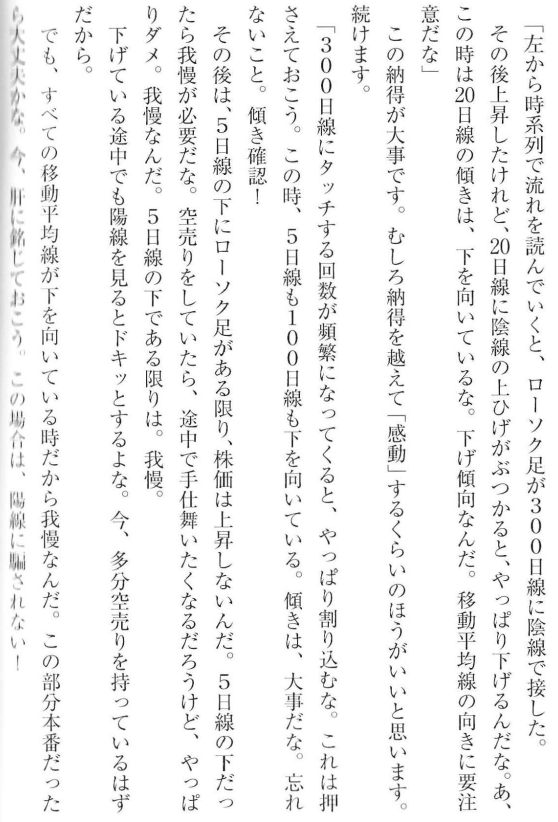 「左から時系列で流れを読んでいくと、ローソク足が３００日線に陰線で接した。
その後上昇したけれど、20日線に陰線の上ひげがぶつかると、やっぱり下げるんだな。あ、
この時は20日線の傾きは、下を向いているな。下げ傾向なんだ。移動平均線の向きに要注
意だな」
この納得が大事です。むしろ納得を越えて「感動」するくらいのほうがいいと思います。
続けます。
「３００日線にタッチする回数が頻繁になってくると、やっぱり割り込むな。これは押
さえておこう。この時、５日線も１００日線も下を向いている。傾きは、大事だな。忘れ
ないこと。傾き確認！
その後は、５日線の下にローソク足がある限り、株価は上昇しないんだ。５日線の下だっ
たら我慢が必要だな。空売りをしていたら、途中で手仕舞いたくなるだろうけど、やっぱ
りダメ。我慢なんだ。５日線の下である限りは。我慢。
下げている途中でも陽線を見るとドキッとするよな。今、多分空売りを持っているはず
だから。
でも、すべての移動平均線が下を向いている時だから我慢なんだ。この部分本番だった
ら大丈夫かな。今、肝に銘じておこう。この場合は、陽線に騙されない！